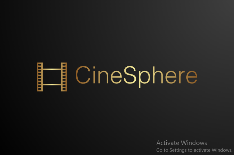 CineSphere
Activate Windows
Go to Settings to activate Windows.